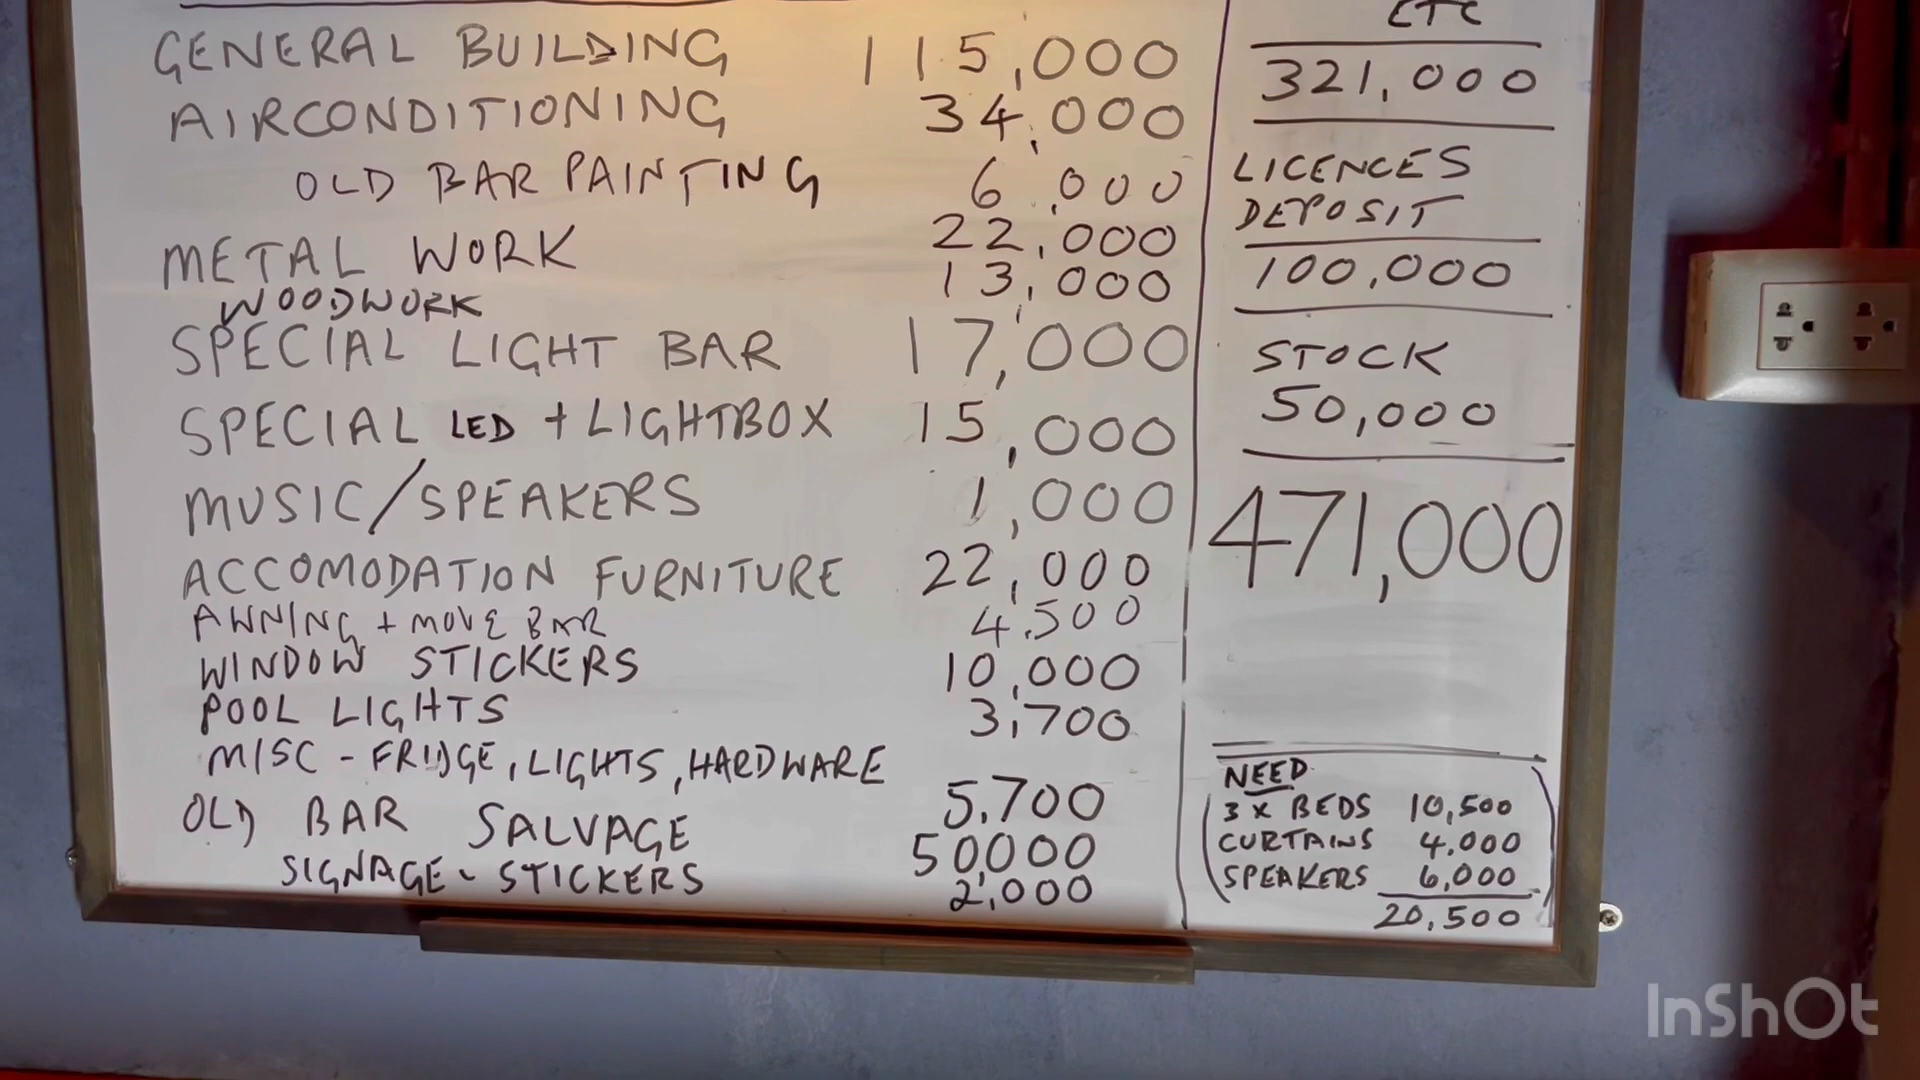 GENERAL BUILDING 115,000
AIRCONDITIONING 34,000
OLD BAR PAINTING 6,000
METAL WORK 22,000
WOODWORK 13,000
SPECIAL LIGHT BAR 17,000
SPECIAL LED + LIGHTBOX 15,000
MUSIC/SPEAKERS 1,000
ACCOMODATION FURNITURE 22,000
AWNING + MOVE BAR 4,500
WINDOW STICKERS 10,000
POOL LIGHTS 3,700
MISC - FRIDGE, LIGHTS, HARDWARE
5,700
OLD BAR SALVAGE 50,000
SIGNAGE - STICKERS 2,000
ETC
321,000
LICENCES
DEPOSIT
100,000
STOCK
50,000
471,000
NEED
3 X BEDS 10,500
CURTAINS 4,000
SPEAKERS 6,000
20,500
InShOt